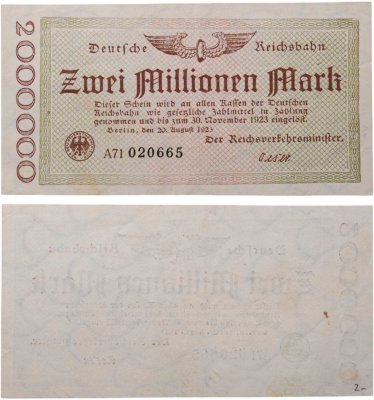 2000000
Deutsche Reichsbahn
Zwei Millionen Mark
Dieser Schein wird an allen Kassen der Deutschen
Reichsbahn wie gesetzliche Zahlmittel in Zahlung
genommen und bis zum 30. November 1923 eingelöst.
Berlin, den 20. August 1923
Der Reichsverkehrsminister.
A71 020665
Oeser
2.-